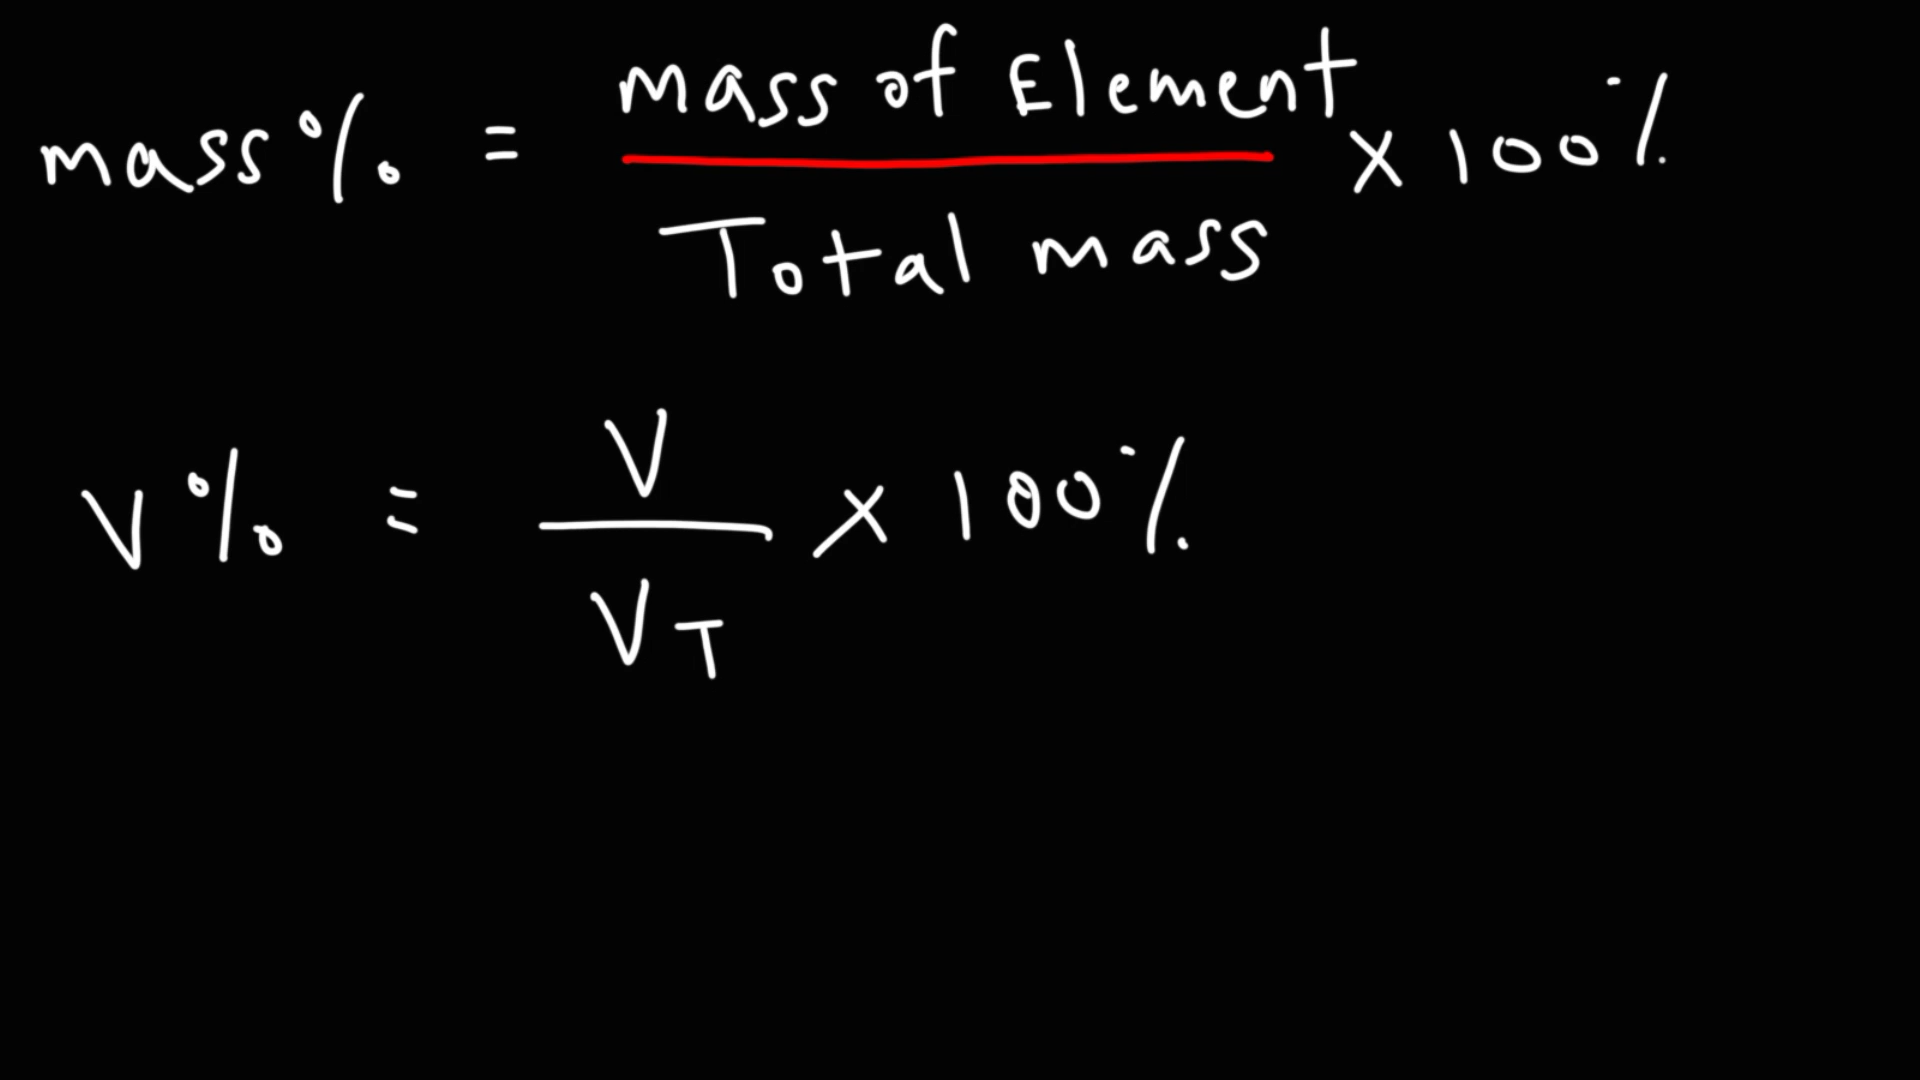 mass % = mass of Element / Total mass x 100 %
V % = V / V_T x 100 %